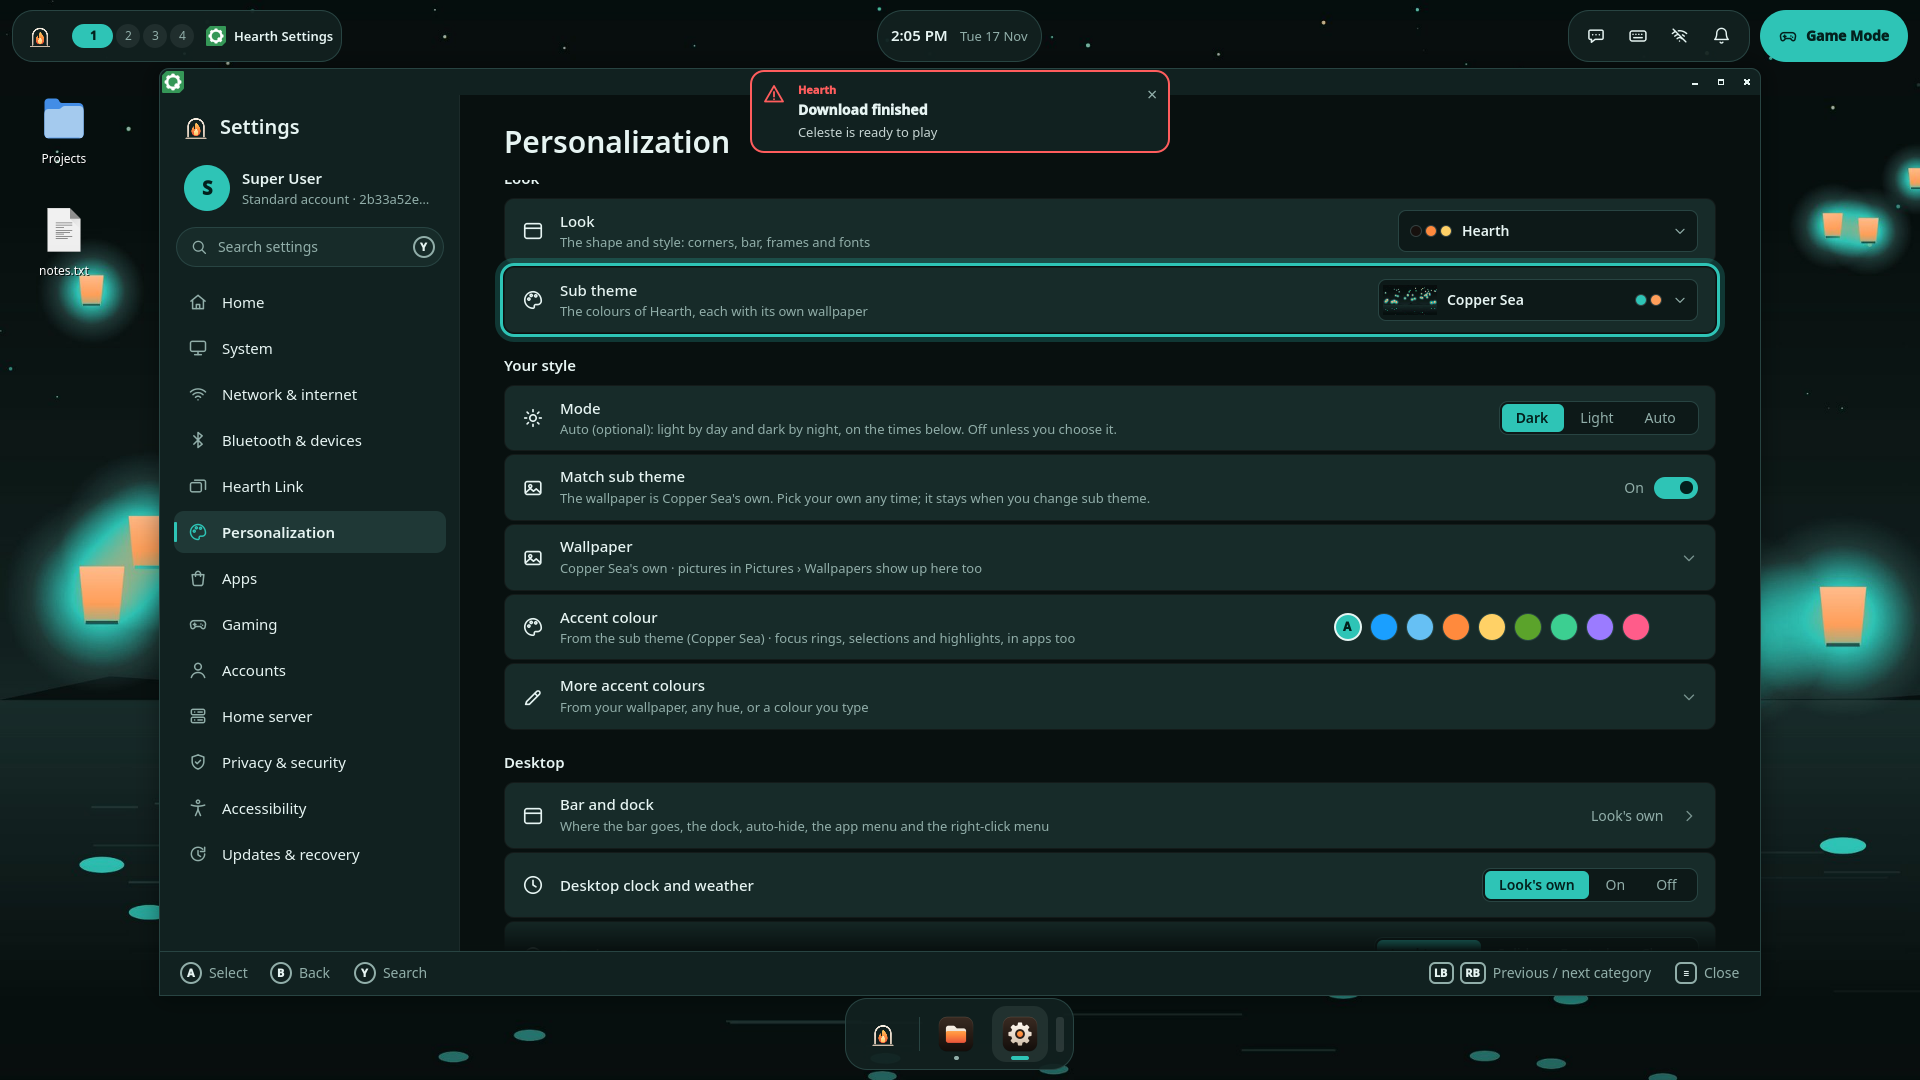 1 2 3 4 Hearth Settings
2:05 PM Tue 17 Nov
Game Mode
Projects
notes.txt
Hearth
Download finished
Celeste is ready to play
Settings
Super User
Standard account · 2b33a52e...
Search settings Y
Home
System
Network & internet
Bluetooth & devices
Hearth Link
Personalization
Apps
Gaming
Accounts
Home server
Privacy & security
Accessibility
Updates & recovery
Personalization
Look
Look
The shape and style: corners, bar, frames and fonts
Hearth
Sub theme
The colours of Hearth, each with its own wallpaper
Copper Sea
Your style
Mode
Auto (optional): light by day and dark by night, on the times below. Off unless you choose it.
Dark Light Auto
Match sub theme
The wallpaper is Copper Sea's own. Pick your own any time; it stays when you change sub theme.
On
Wallpaper
Copper Sea's own · pictures in Pictures › Wallpapers show up here too
Accent colour
From the sub theme (Copper Sea) · focus rings, selections and highlights, in apps too
A
More accent colours
From your wallpaper, any hue, or a colour you type
Desktop
Bar and dock
Where the bar goes, the dock, auto-hide, the app menu and the right-click menu
Look's own
Desktop clock and weather
Look's own On Off
A Select B Back Y Search
LB RB Previous / next category Close
S